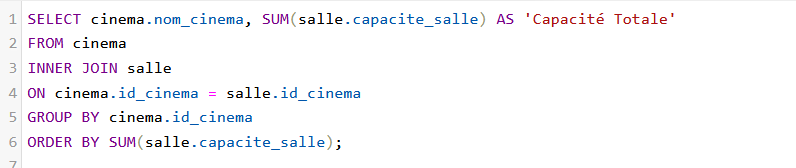 1 SELECT cinema.nom_cinema, SUM(salle.capacite_salle) AS 'Capacité Totale'
2 FROM cinema
3 INNER JOIN salle
4 ON cinema.id_cinema = salle.id_cinema
5 GROUP BY cinema.id_cinema
6 ORDER BY SUM(salle.capacite_salle);
7